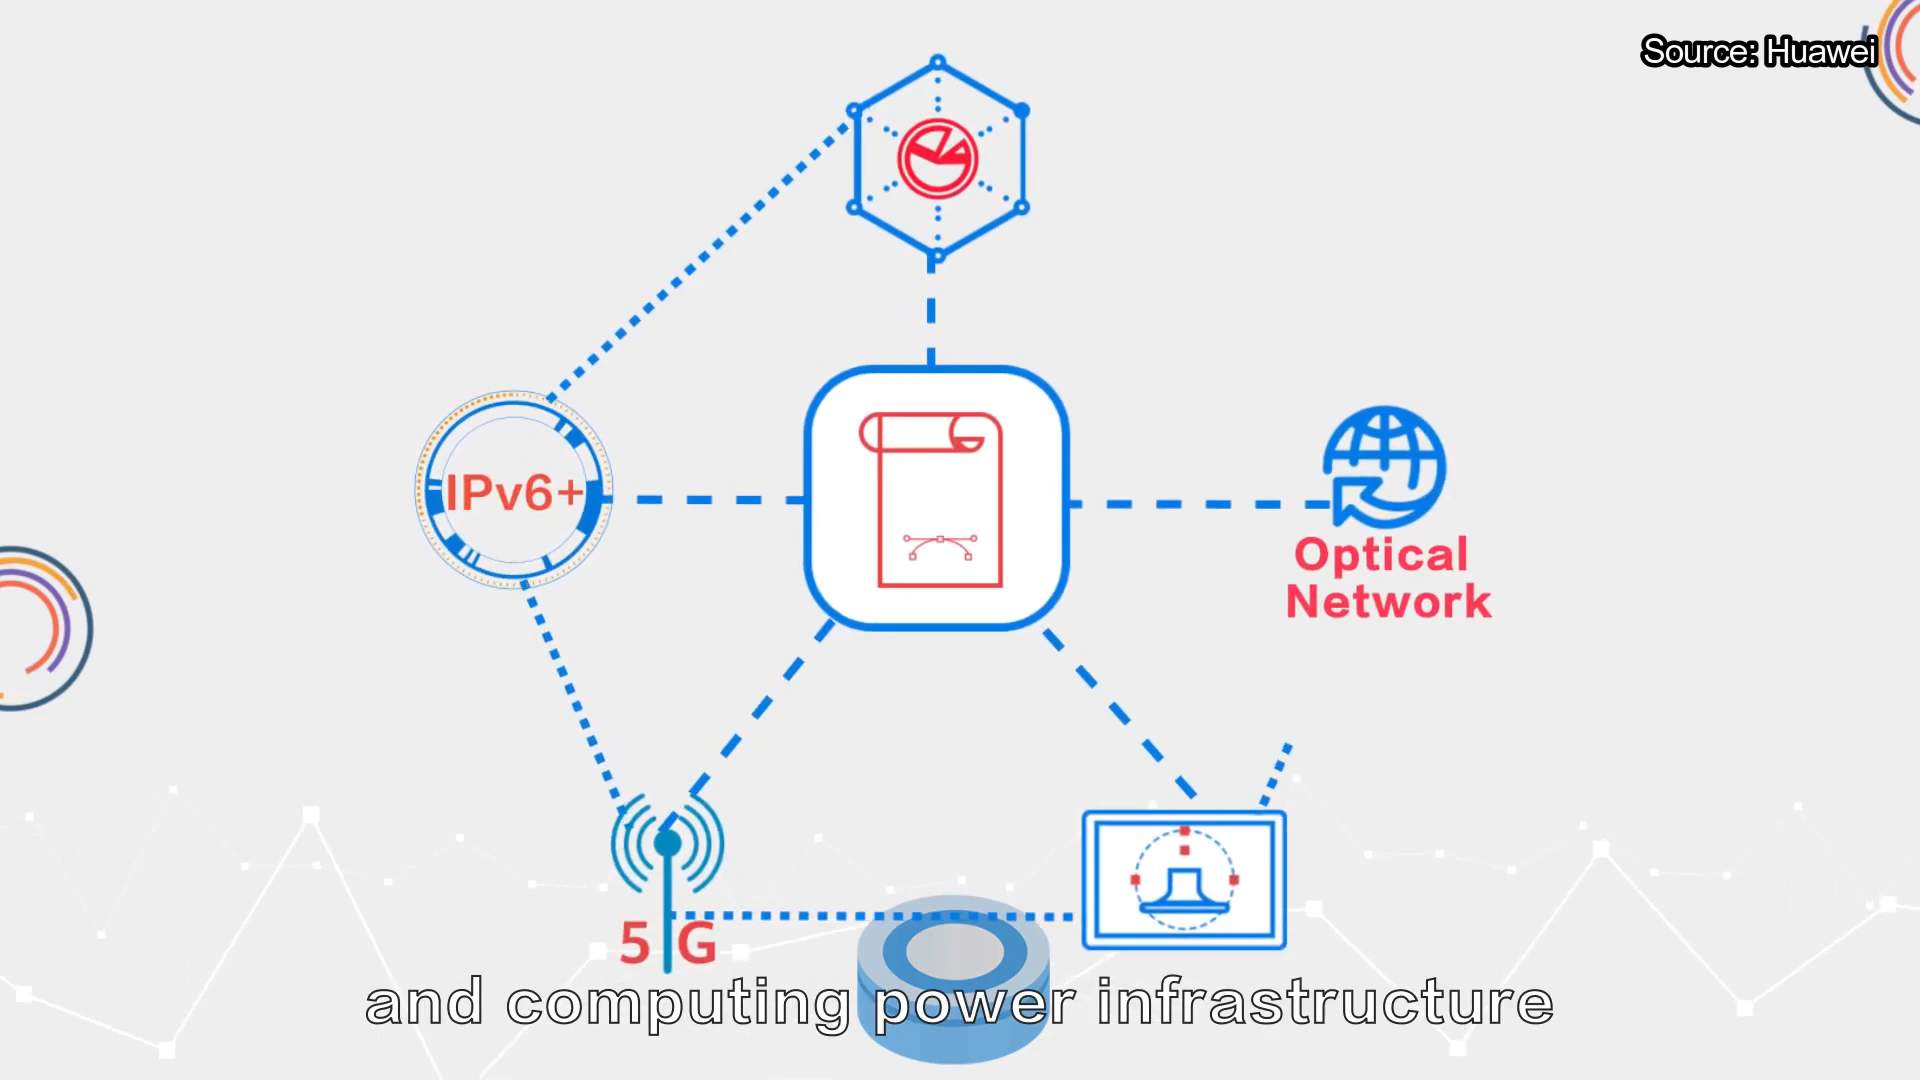 Source: Huawei
IPv6+
Optical
Network
5G
and computing power infrastructure